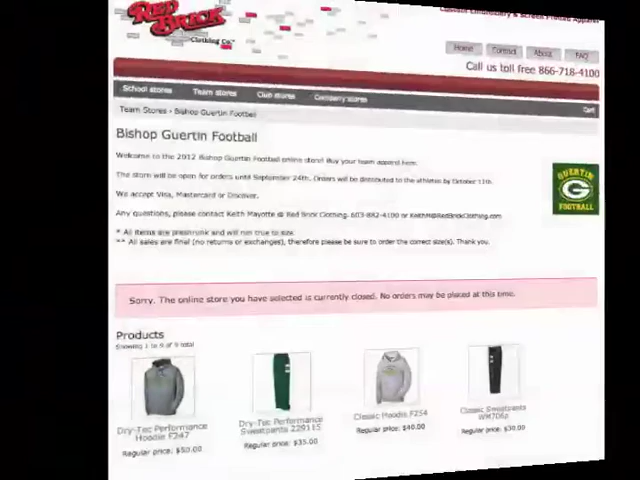 RED BRICK
Clothing Co.
Custom Embroidery & Screen Printed Apparel
Home Contact About FAQ
Call us toll free 866-718-4100
School stores Team stores Club stores Company stores Cart
Team Stores › Bishop Guertin Football
Bishop Guertin Football
Welcome to the 2012 Bishop Guertin Football online store! Buy your team apparel here.
The store will be open for orders until September 24th. Orders will be distributed to the athletes by October 11th.
We accept Visa, Mastercard or Discover.
Any questions, please contact Keith Mayotte @ Red Brick Clothing. 603-882-4100 or KeithM@RedBrickClothing.com
* All items are preshrunk and will run true to size.
** All sales are final (no returns or exchanges), therefore please be sure to order the correct size(s). Thank you.
GUERTIN
G
FOOTBALL
Sorry. The online store you have selected is currently closed. No orders may be placed at this time.
Products
Showing 1 to 9 of 9 total
Dry-Tec Performance
Hoodie F247
Regular price: $50.00
Dry-Tec Performance
Sweatpants 229115
Regular price: $35.00
Classic Hoodie F254
Regular price: $40.00
Classic Sweatpants
WM706p
Regular price: $30.00